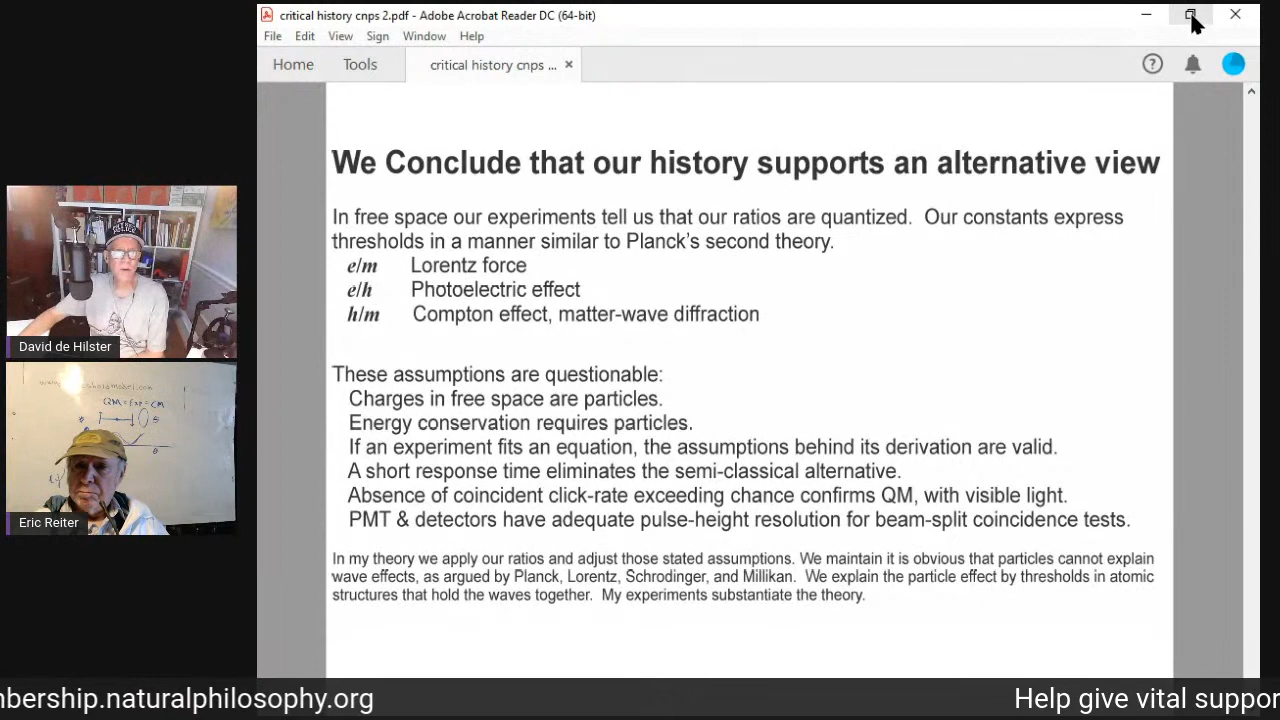 critical history cnps 2.pdf - Adobe Acrobat Reader DC (64-bit)
File Edit View Sign Window Help
Home Tools critical history cnps ... ×
We Conclude that our history supports an alternative view
In free space our experiments tell us that our ratios are quantized. Our constants express
thresholds in a manner similar to Planck's second theory.
e/m Lorentz force
e/h Photoelectric effect
h/m Compton effect, matter-wave diffraction
These assumptions are questionable:
Charges in free space are particles.
Energy conservation requires particles.
If an experiment fits an equation, the assumptions behind its derivation are valid.
A short response time eliminates the semi-classical alternative.
Absence of coincident click-rate exceeding chance confirms QM, with visible light.
PMT & detectors have adequate pulse-height resolution for beam-split coincidence tests.
In my theory we apply our ratios and adjust those stated assumptions. We maintain it is obvious that particles cannot explain
wave effects, as argued by Planck, Lorentz, Schrodinger, and Millikan. We explain the particle effect by thresholds in atomic
structures that hold the waves together. My experiments substantiate the theory.
David de Hilster
QM = Exp = CM
Eric Reiter
mbership.naturalphilosophy.org
Help give vital suppor